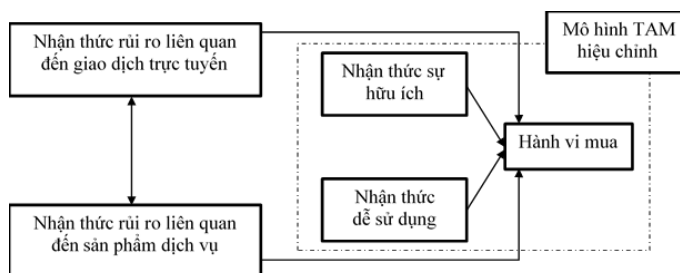 Nhận thức rủi ro liên quan
đến giao dịch trực tuyến
Mô hình TAM
hiệu chỉnh
Nhận thức sự
hữu ích
Hành vi mua
Nhận thức
dễ sử dụng
Nhận thức rủi ro liên quan
đến sản phẩm dịch vụ